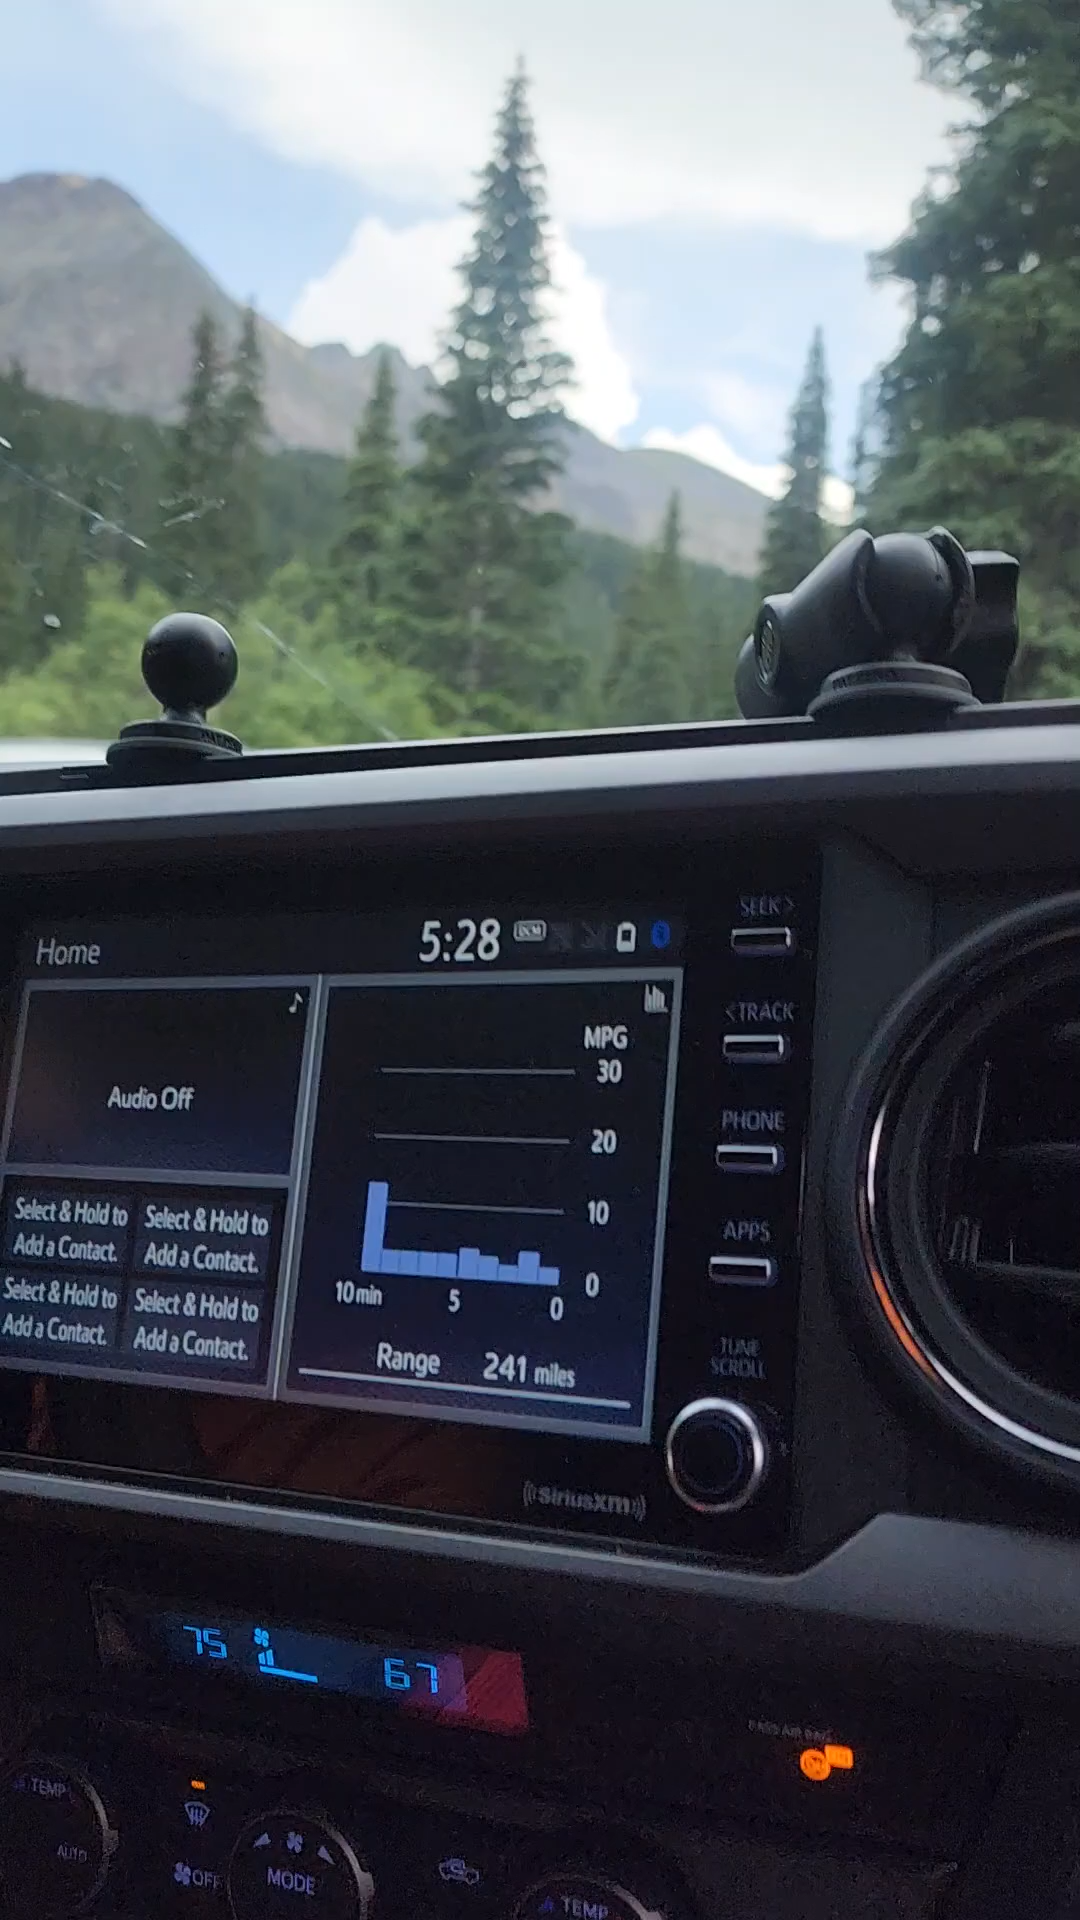 Home
5:28
DCM
SEEK >
< TRACK
PHONE
APPS
TUNE
SCROLL
Audio Off
Select & Hold to
Add a Contact.
Select & Hold to
Add a Contact.
Select & Hold to
Add a Contact.
Select & Hold to
Add a Contact.
MPG
30
20
10
0
10 min
5
0
Range 241 miles
((SiriusXM))
75
67
TEMP
AUTO
OFF
MODE
TEMP